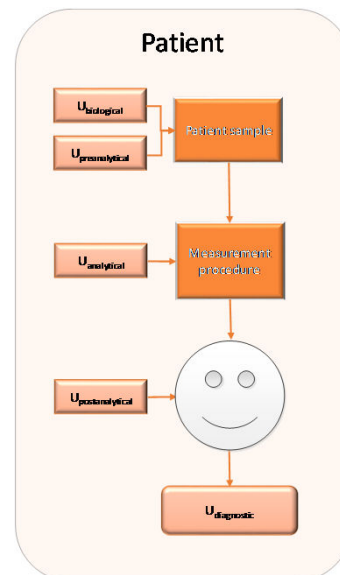 Patient
Ubiological
Upreanalytical
Patient sample
Uanalytical
Measurement
procedure
Upostanalytical
Udiagnostic